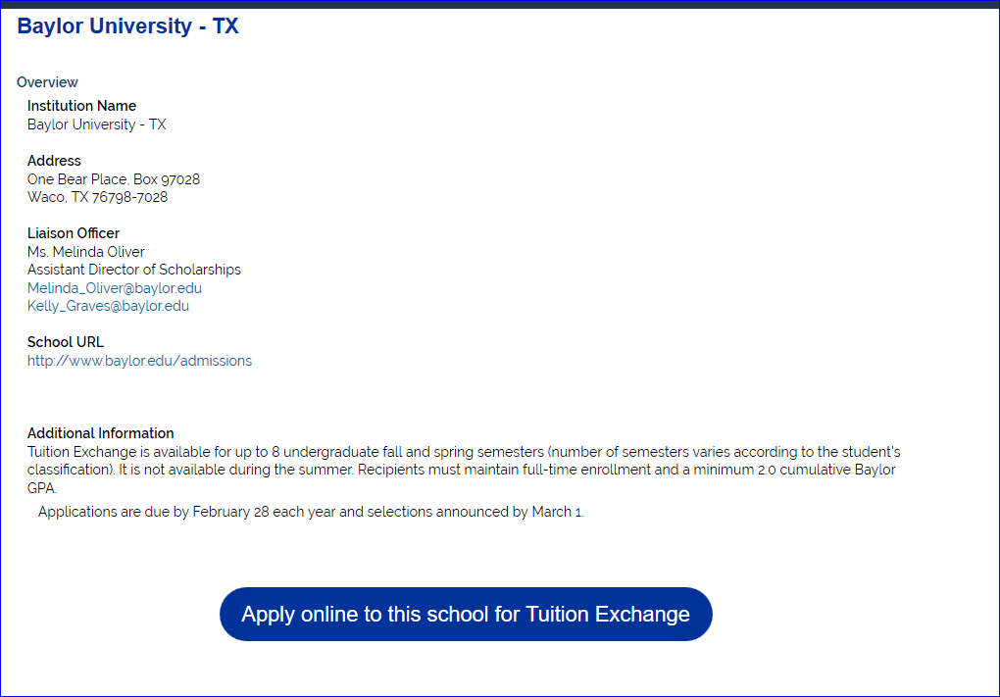 Baylor University - TX
Overview
Institution Name
Baylor University - TX
Address
One Bear Place, Box 97028
Waco, TX 76798-7028
Liaison Officer
Ms. Melinda Oliver
Assistant Director of Scholarships
Melinda_Oliver@baylor.edu
Kelly_Graves@baylor.edu
School URL
http://www.baylor.edu/admissions
Additional Information
Tuition Exchange is available for up to 8 undergraduate fall and spring semesters (number of semesters varies according to the student's
classification). It is not available during the summer. Recipients must maintain full-time enrollment and a minimum 2.0 cumulative Baylor
GPA.
Applications are due by February 28 each year and selections announced by March 1.
Apply online to this school for Tuition Exchange